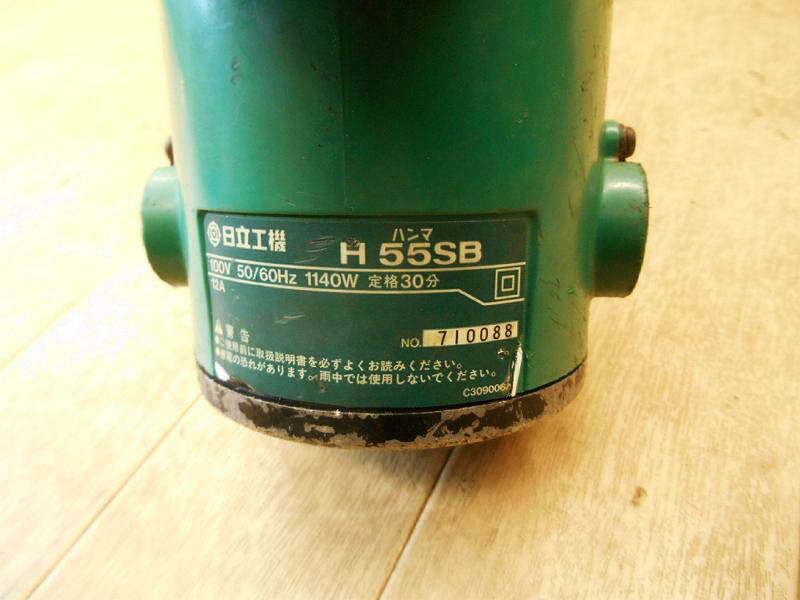 日立工機 ハンマ H 55SB
100V 50/60Hz 1140W 定格30分
12A
NO. 710088
警告
●ご使用前に取扱説明書を必ずよくお読みください。
●感電の恐れがあります。雨中では使用しないでください。
C309006